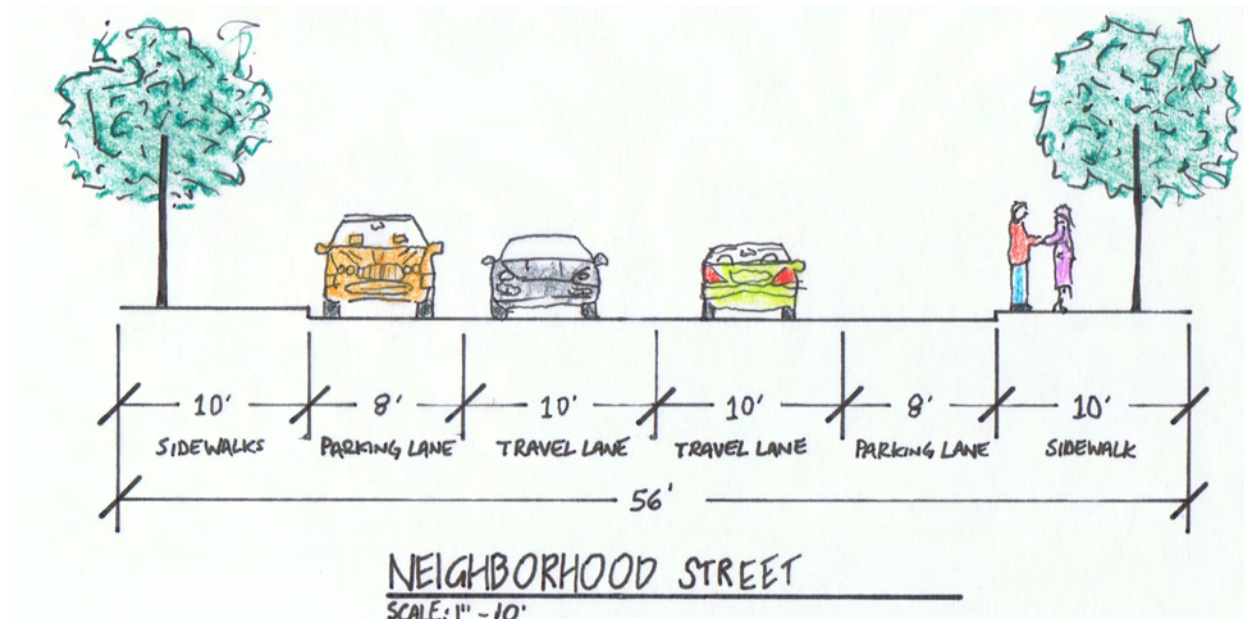 10' 8' 10' 10' 8' 10'
SIDEWALKS PARKING LANE TRAVEL LANE TRAVEL LANE PARKING LANE SIDEWALK
56'
NEIGHBORHOOD STREET
SCALE: 1" - 10'